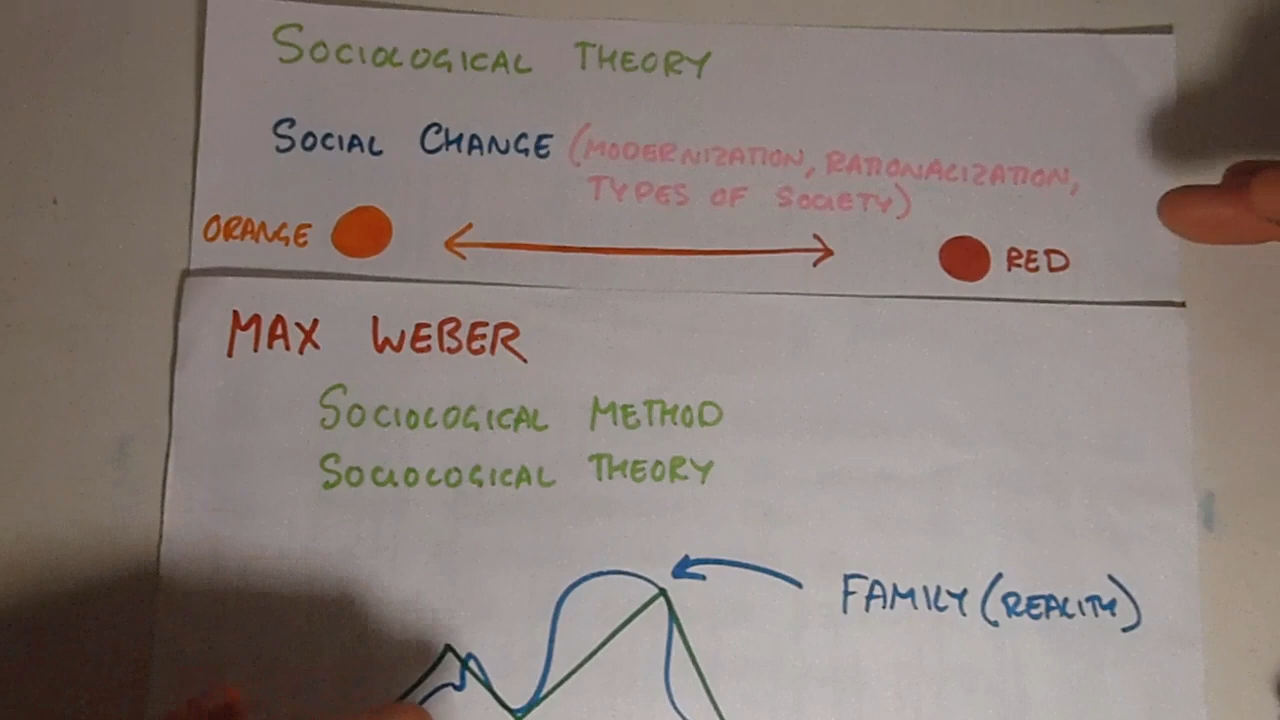 SOCIOLOGICAL THEORY
SOCIAL CHANGE (MODERNIZATION, RATIONALIZATION,
TYPES OF SOCIETY)
ORANGE RED
MAX WEBER
SOCIOLOGICAL METHOD
SOCIOLOGICAL THEORY
FAMILY (REALITY)